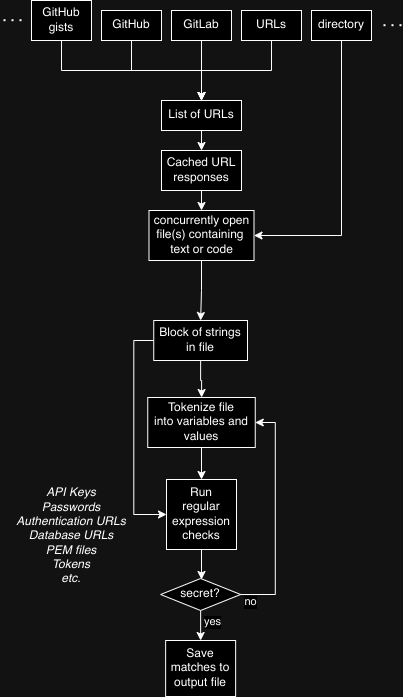 ...
GitHub
gists
GitHub
GitLab
URLs
directory
...
List of URLs
Cached URL
responses
concurrently open
file(s) containing
text or code
Block of strings
in file
Tokenize file
into variables and
values
API Keys
Passwords
Authentication URLs
Database URLs
PEM files
Tokens
etc.
Run
regular
expression
checks
secret?
no
yes
Save
matches to
output file